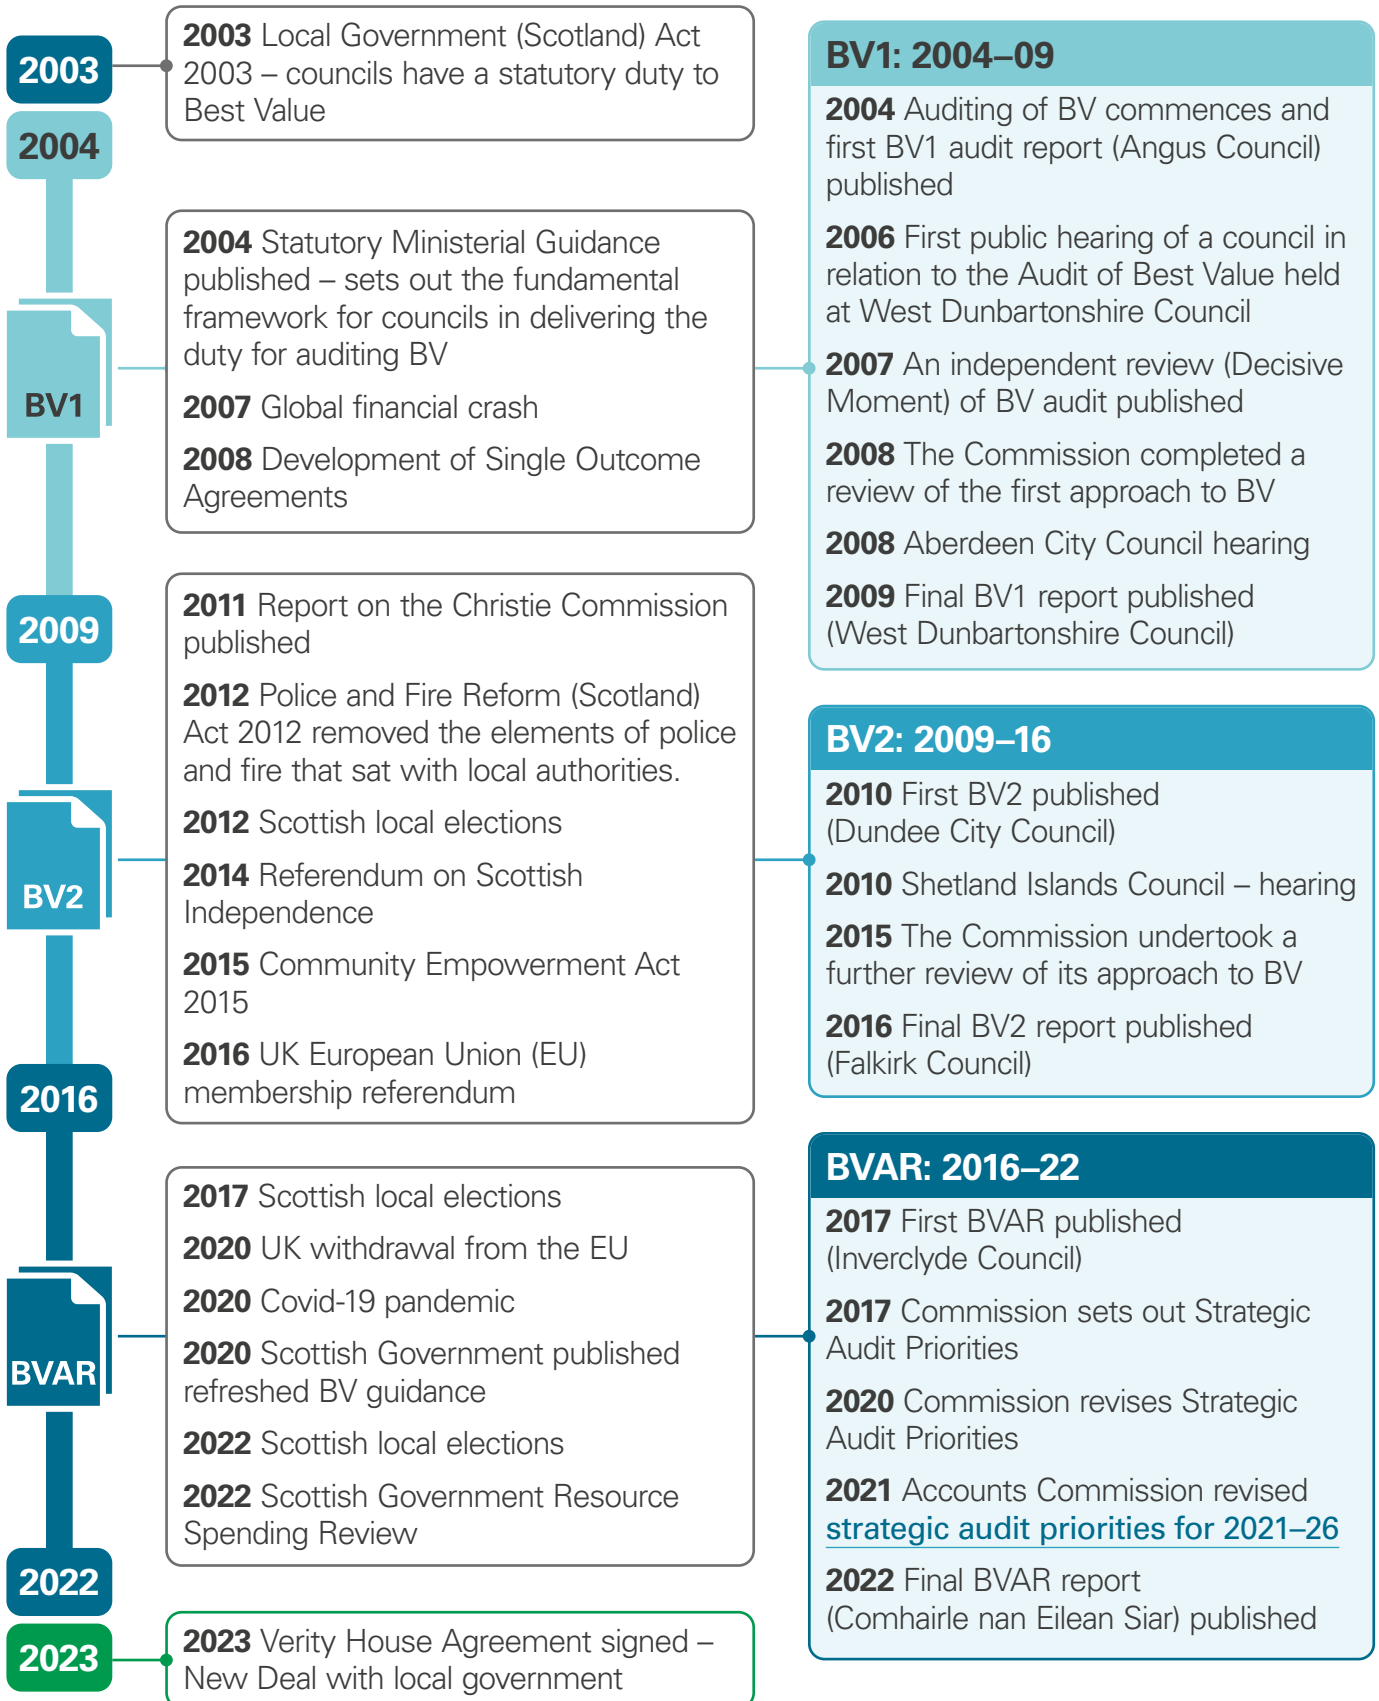 2003
2003 Local Government (Scotland) Act
2003 – councils have a statutory duty to
Best Value
2004
2004 Statutory Ministerial Guidance
published – sets out the fundamental
framework for councils in delivering the
duty for auditing BV
2007 Global financial crash
2008 Development of Single Outcome
Agreements
BV1
BV1: 2004–09
2004 Auditing of BV commences and
first BV1 audit report (Angus Council)
published
2006 First public hearing of a council in
relation to the Audit of Best Value held
at West Dunbartonshire Council
2007 An independent review (Decisive
Moment) of BV audit published
2008 The Commission completed a
review of the first approach to BV
2008 Aberdeen City Council hearing
2009 Final BV1 report published
(West Dunbartonshire Council)
2009
2011 Report on the Christie Commission
published
2012 Police and Fire Reform (Scotland)
Act 2012 removed the elements of police
and fire that sat with local authorities.
2012 Scottish local elections
2014 Referendum on Scottish
Independence
2015 Community Empowerment Act
2015
2016 UK European Union (EU)
membership referendum
BV2
BV2: 2009–16
2010 First BV2 published
(Dundee City Council)
2010 Shetland Islands Council – hearing
2015 The Commission undertook a
further review of its approach to BV
2016 Final BV2 report published
(Falkirk Council)
2016
2017 Scottish local elections
2020 UK withdrawal from the EU
2020 Covid-19 pandemic
2020 Scottish Government published
refreshed BV guidance
2022 Scottish local elections
2022 Scottish Government Resource
Spending Review
BVAR
BVAR: 2016–22
2017 First BVAR published
(Inverclyde Council)
2017 Commission sets out Strategic
Audit Priorities
2020 Commission revises Strategic
Audit Priorities
2021 Accounts Commission revised
strategic audit priorities for 2021–26
2022 Final BVAR report
(Comhairle nan Eilean Siar) published
2022
2023
2023 Verity House Agreement signed –
New Deal with local government